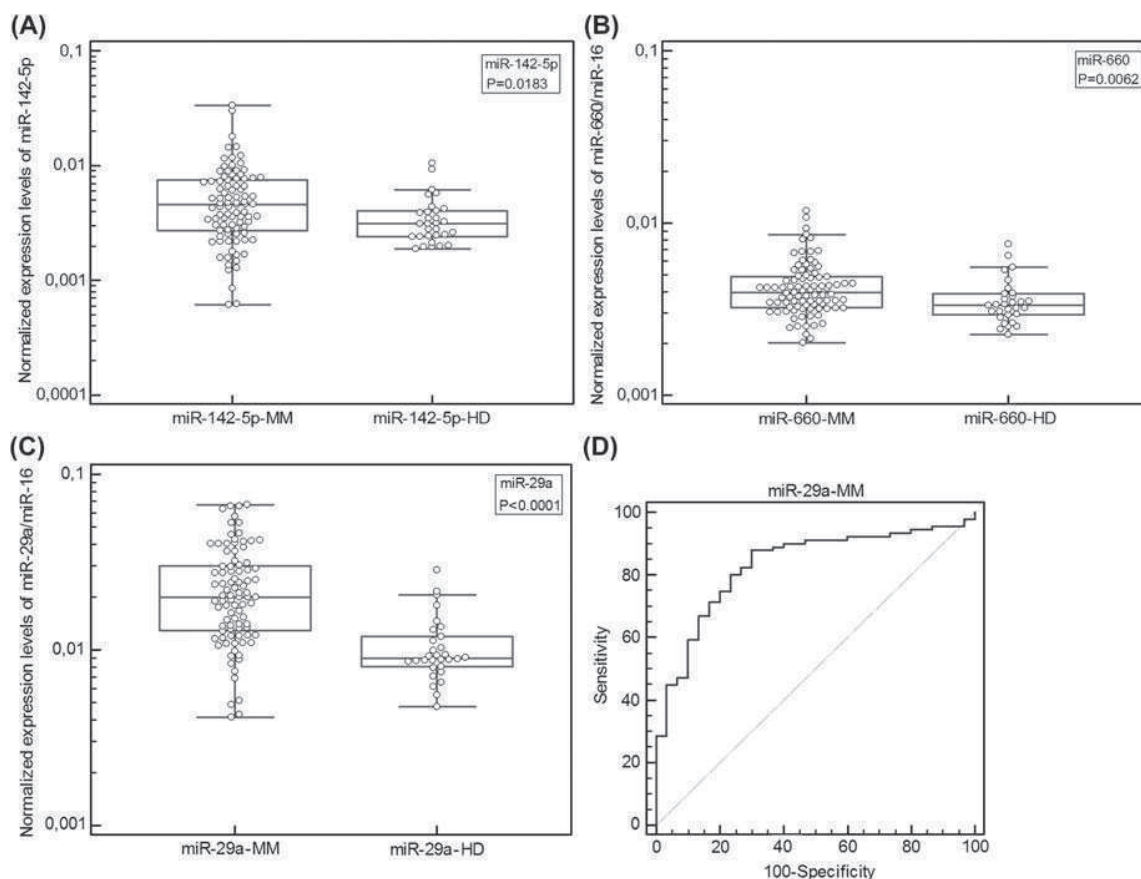 (A)
Normalized expression levels of miR-142-5p
0,1
0,01
0,001
0,0001
miR-142-5p
P=0.0183
miR-142-5p-MM
miR-142-5p-HD
(B)
Normalized expression levels of miR-660/miR-16
0,1
0,01
0,001
miR-660
P=0.0062
miR-660-MM
miR-660-HD
(C)
Normalized expression levels of miR-29a/miR-16
0,1
0,01
0,001
miR-29a
P<0.0001
miR-29a-MM
miR-29a-HD
(D)
miR-29a-MM
Sensitivity
100
80
60
40
20
0
0 20 40 60 80 100
100-Specificity